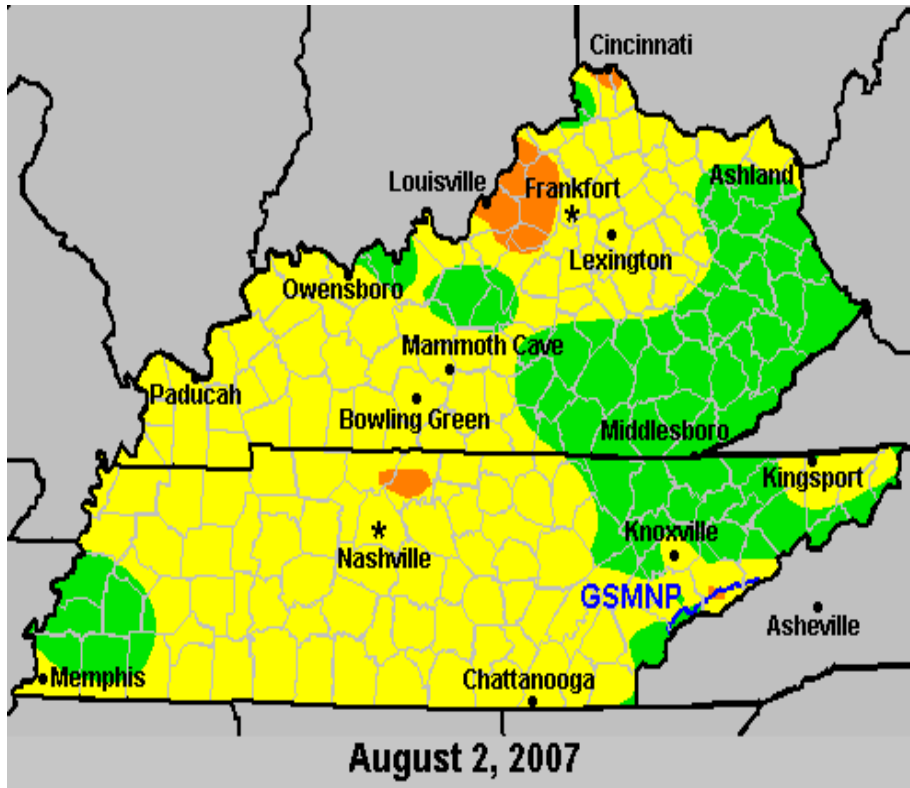 Cincinnati
Ashland
Louisville
Frankfort
*
Lexington
Owensboro
Mammoth Cave
Paducah
Bowling Green
Middlesboro
Kingsport
Knoxville
*
Nashville
GSMNP
Asheville
Memphis
Chattanooga
August 2, 2007